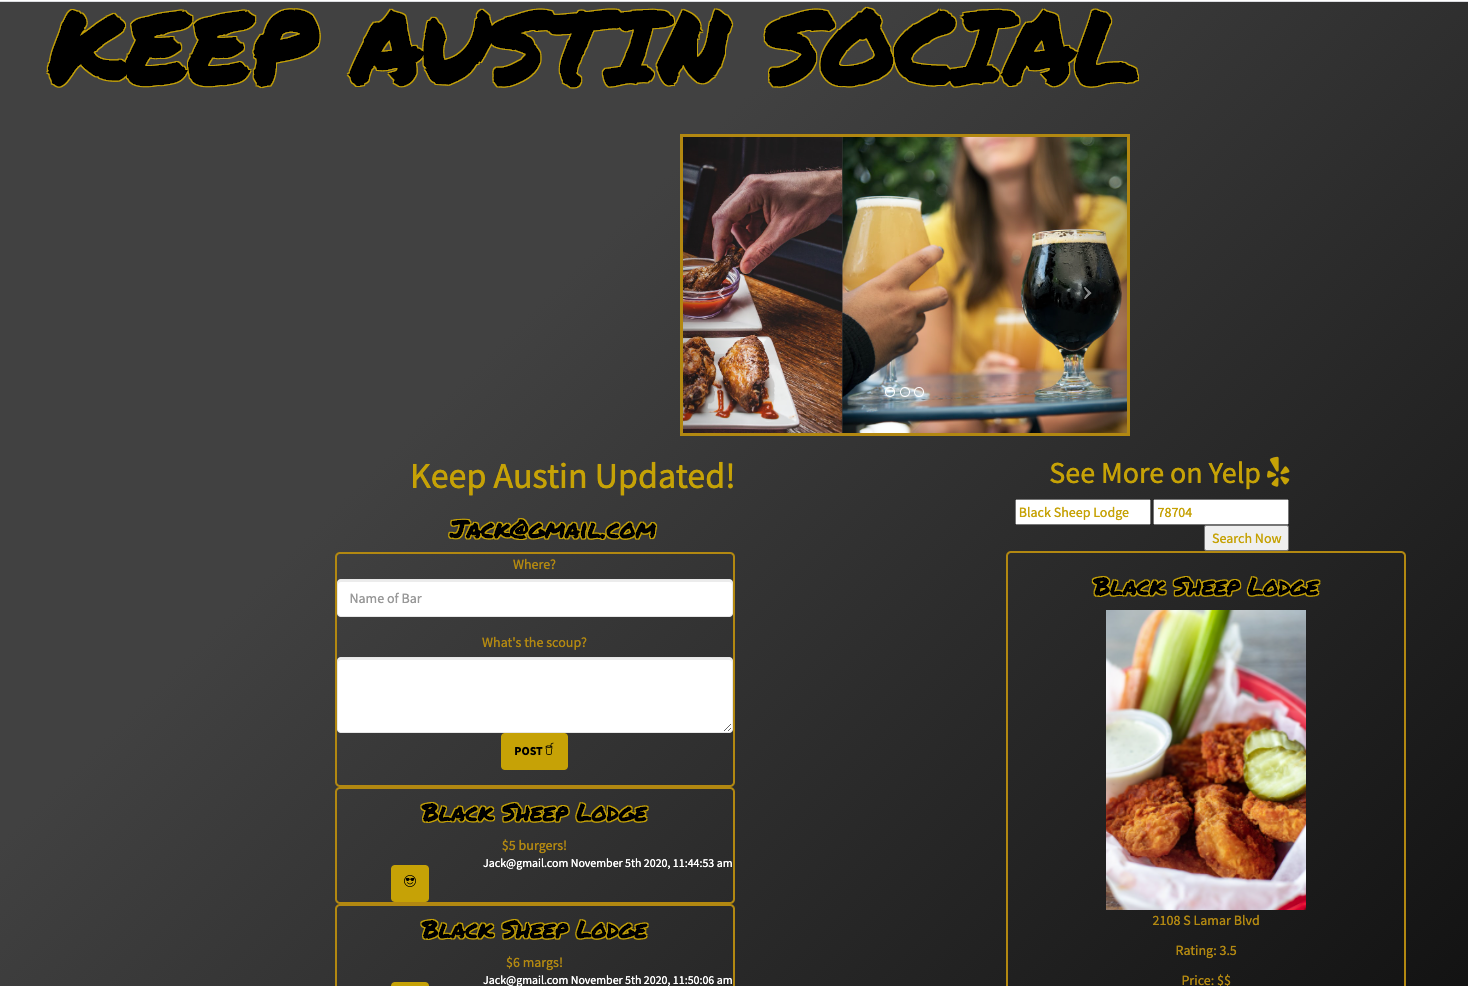 KEEP AUSTIN SOCIAL
Keep Austin Updated!
Jack@gmail.com
Where?
Name of Bar
What's the scoup?
POST
Black Sheep Lodge
$5 burgers!
Jack@gmail.com November 5th 2020, 11:44:53 am
Black Sheep Lodge
$6 margs!
Jack@gmail.com November 5th 2020, 11:50:06 am
See More on Yelp
Black Sheep Lodge 78704
Search Now
Black Sheep Lodge
2108 S Lamar Blvd
Rating: 3.5
Price: $$